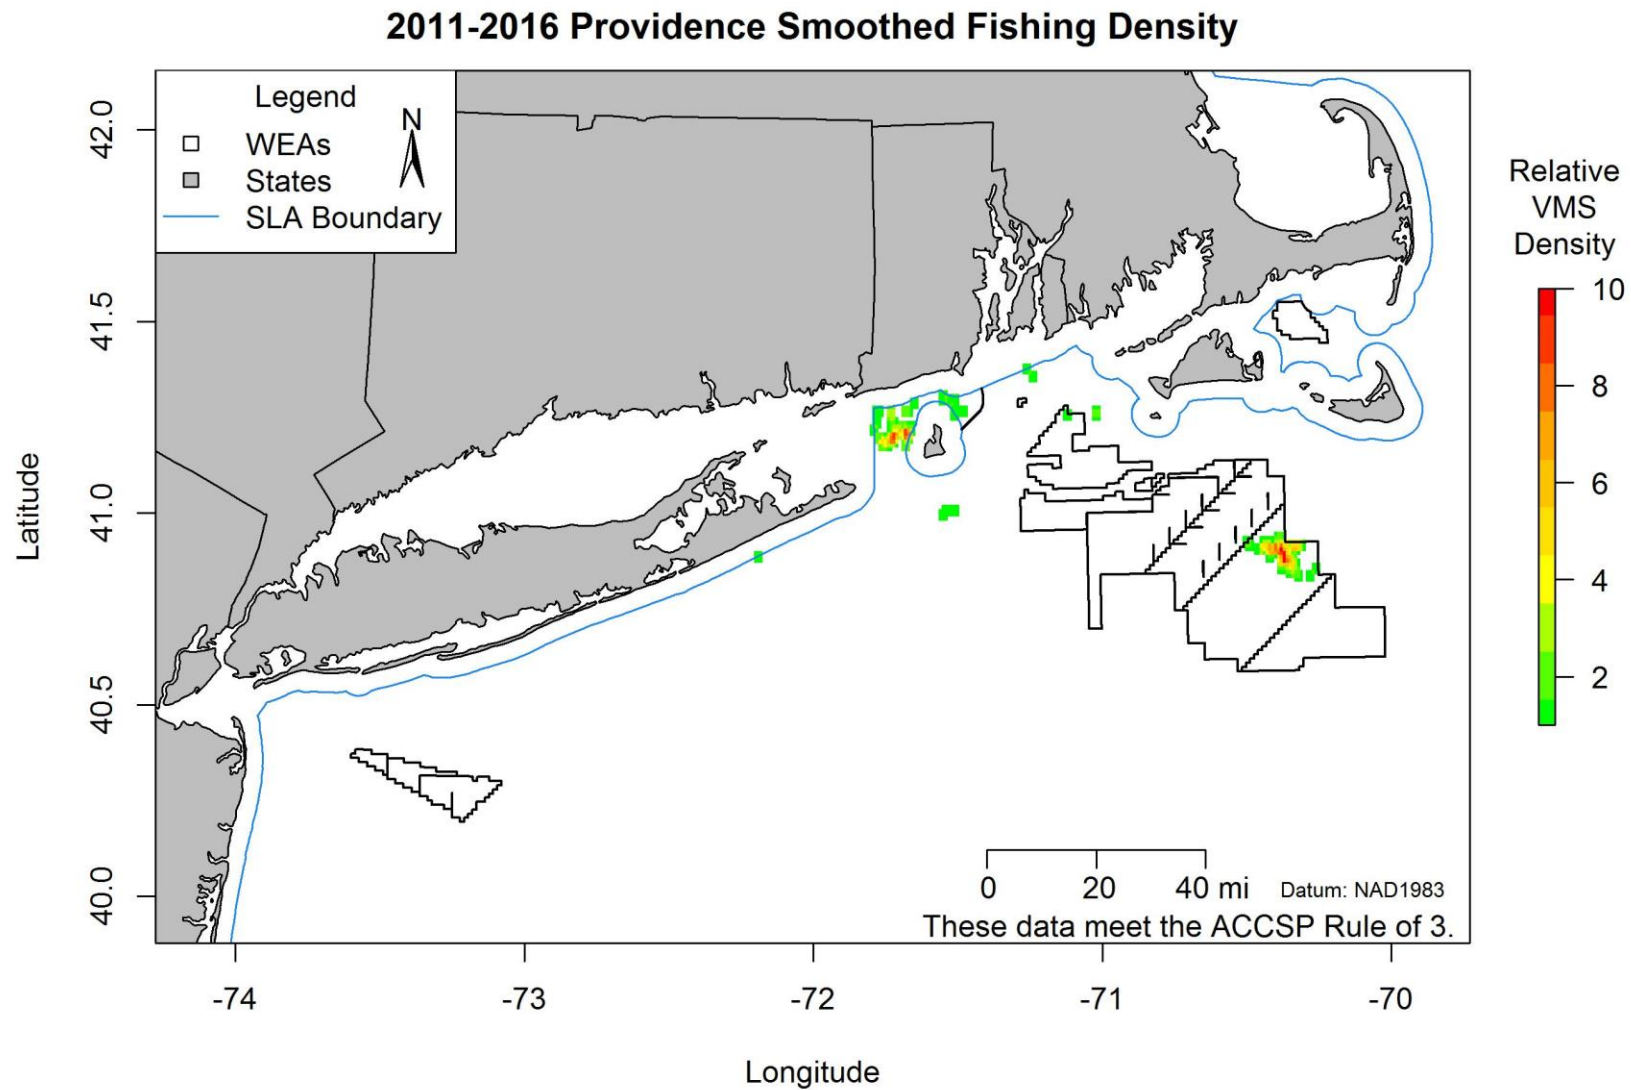 2011-2016 Providence Smoothed Fishing Density
Legend
WEAs
States
SLA Boundary
N
Relative
VMS
Density
10
8
6
4
2
Latitude
42.0
41.5
41.0
40.5
40.0
0 20 40 mi Datum: NAD1983
These data meet the ACCSP Rule of 3.
-74 -73 -72 -71 -70
Longitude